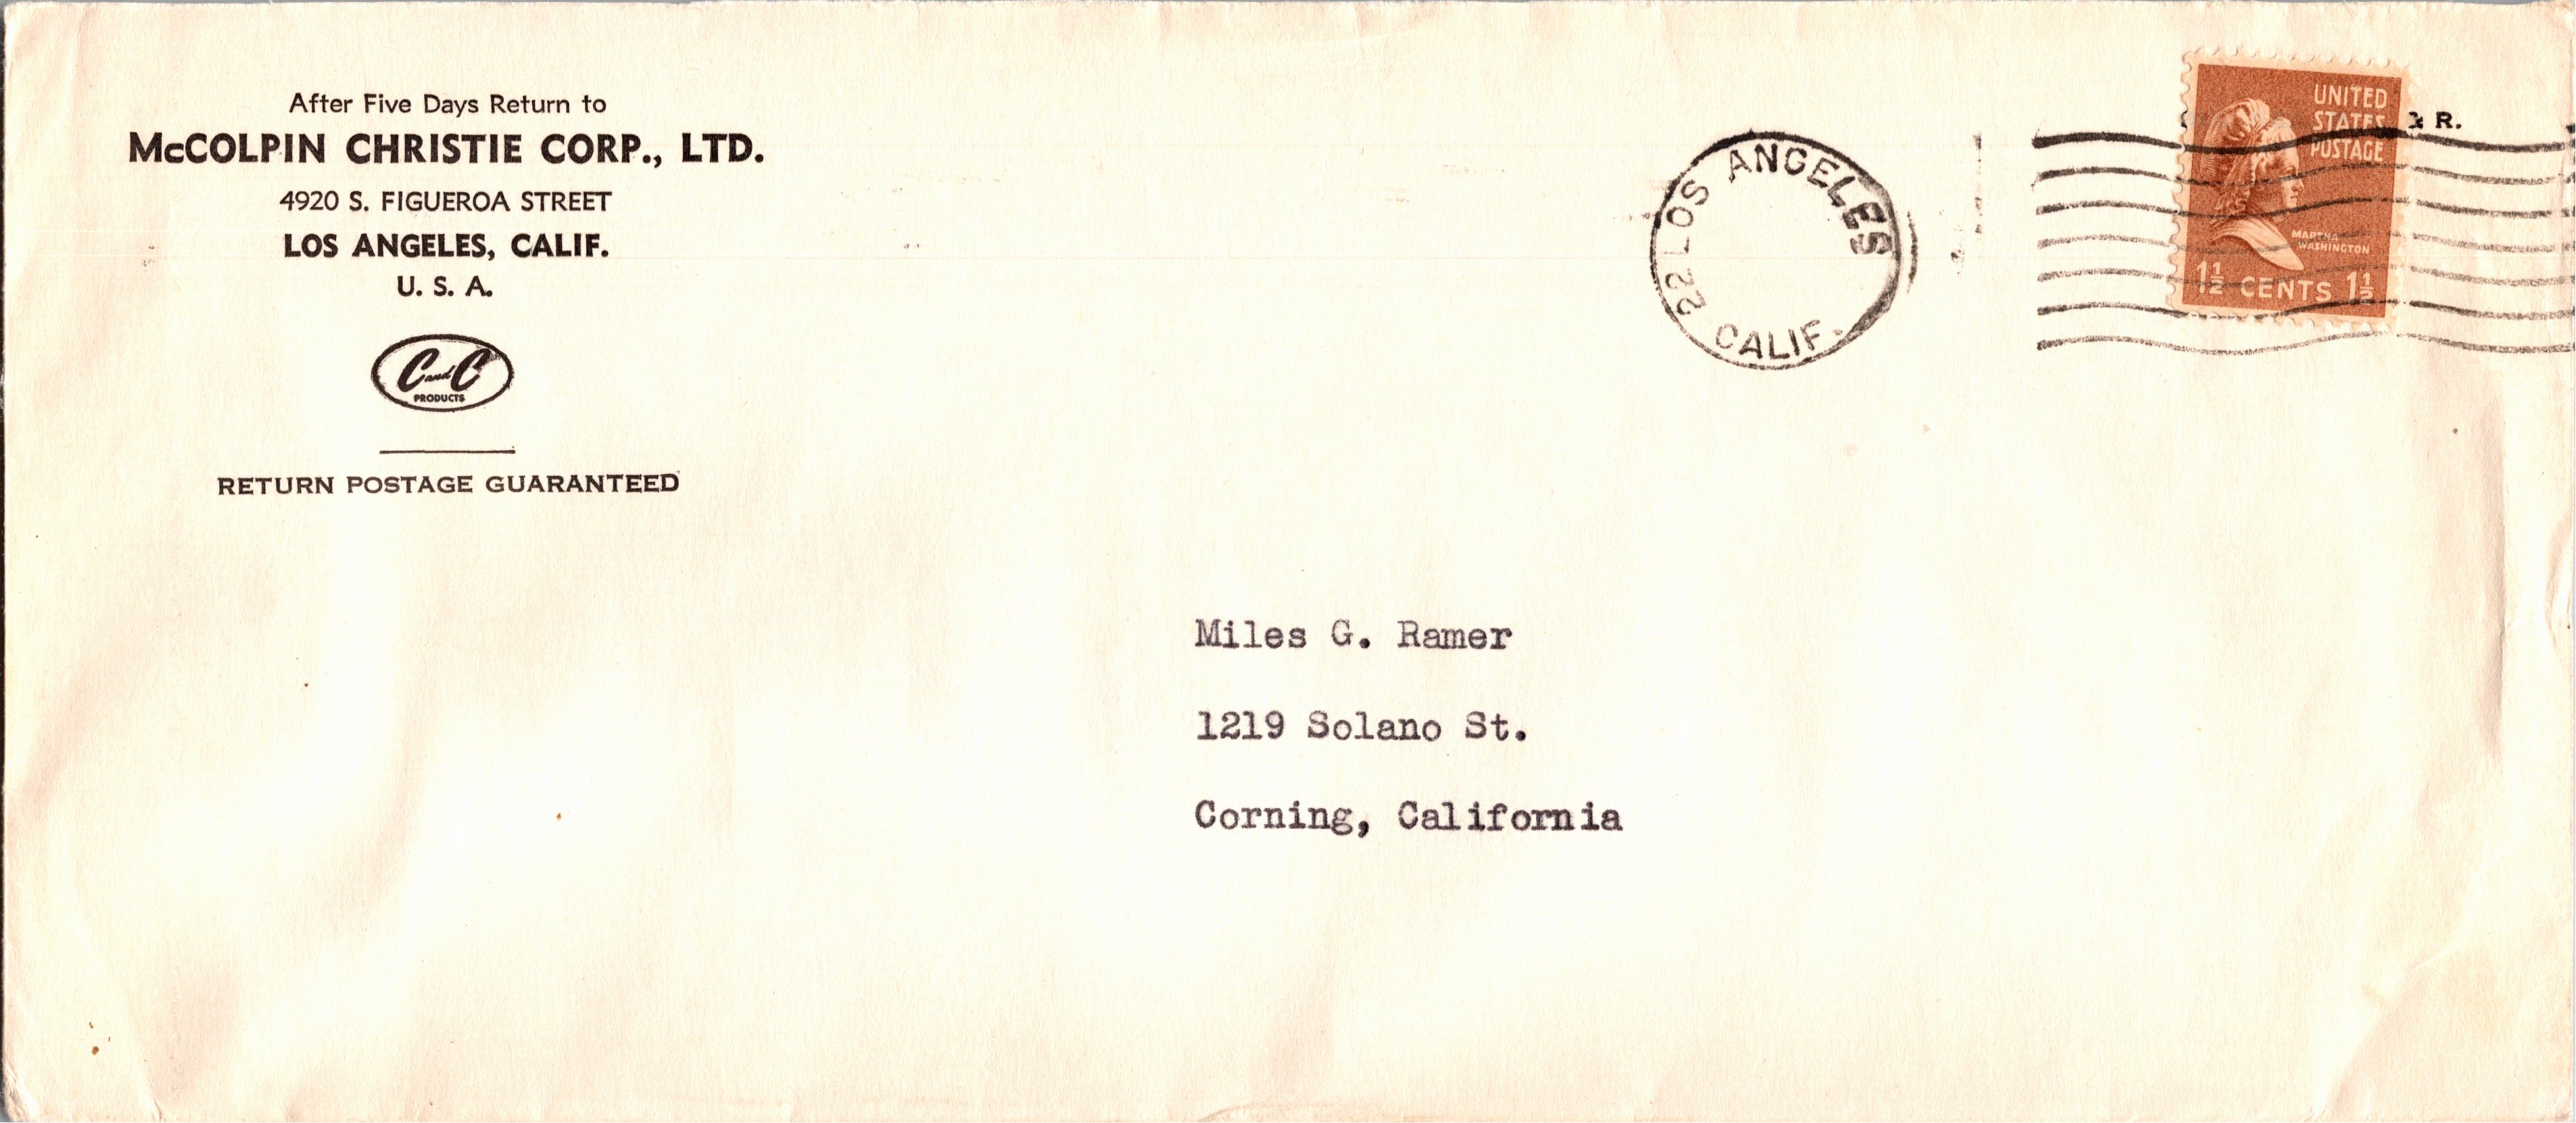 After Five Days Return to
McCOLPIN CHRISTIE CORP., LTD.
4920 S. FIGUEROA STREET
LOS ANGELES, CALIF.
U. S. A.
C and C
PRODUCTS
RETURN POSTAGE GUARANTEED
LOS ANGELES
22
CALIF.
UNITED
STATES
POSTAGE
MARTHA
WASHINGTON
1½ CENTS 1½
R.
Miles G. Ramer
1219 Solano St.
Corning, California